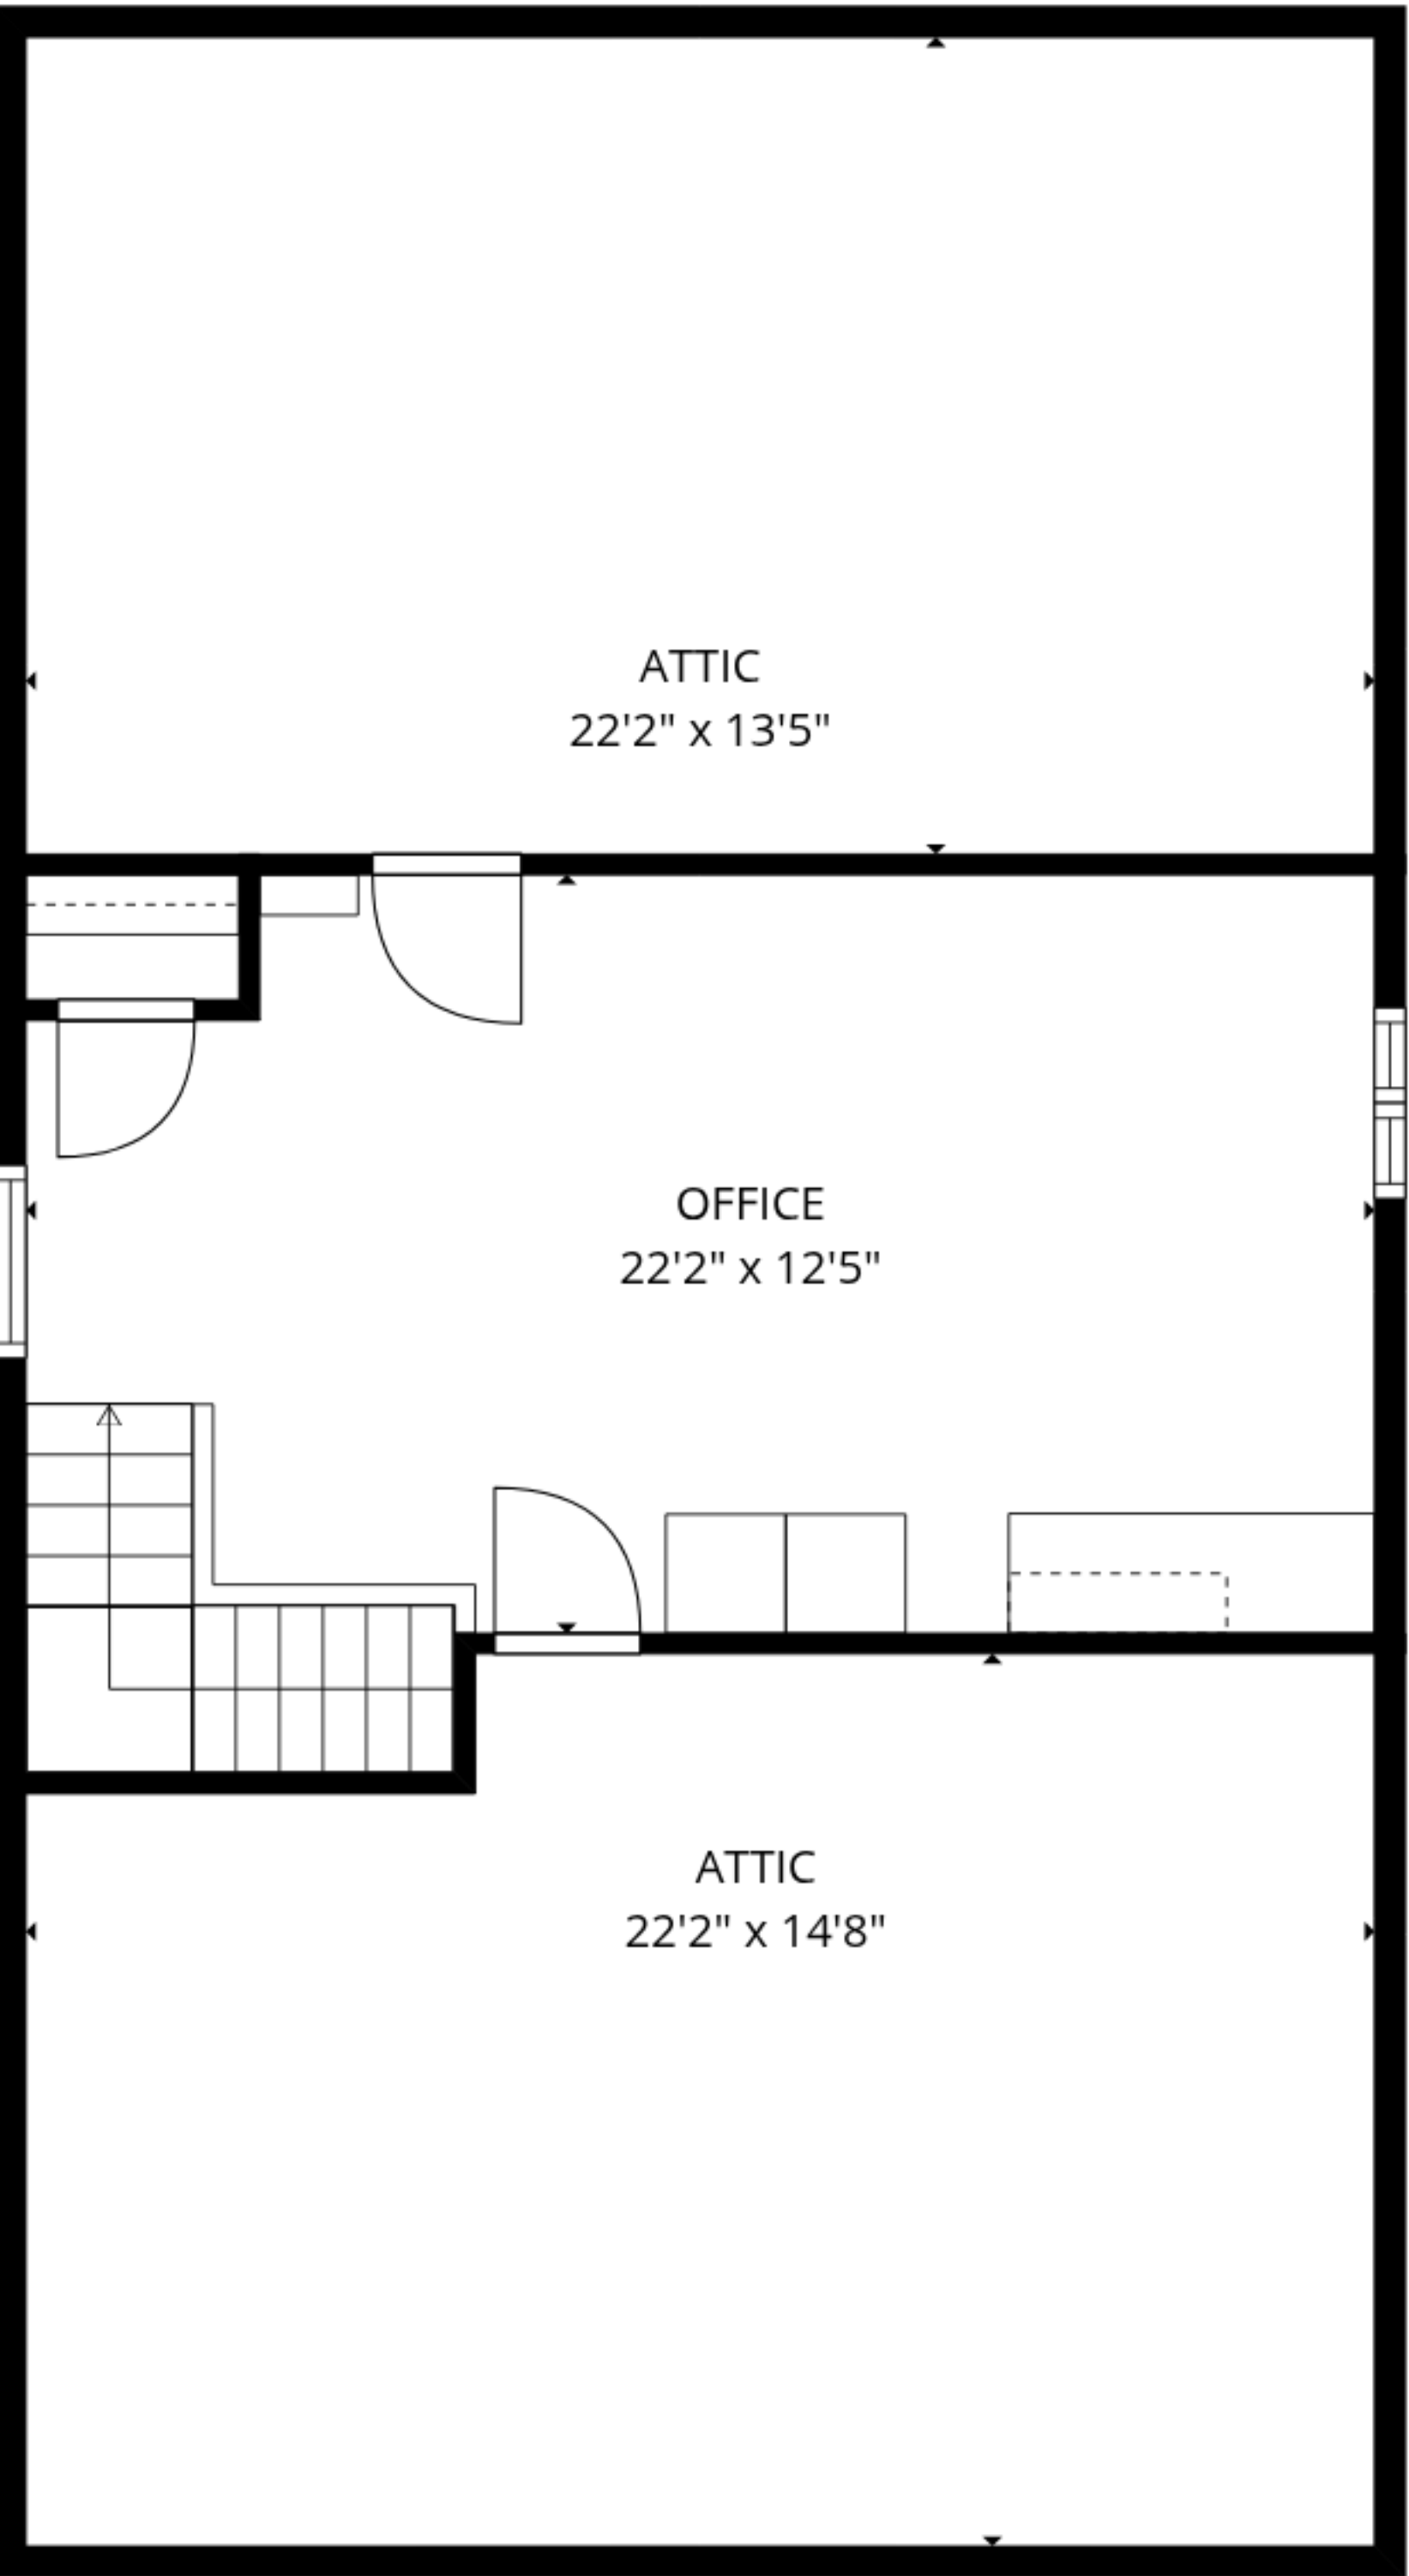 ATTIC
22'2" x 13'5"
OFFICE
22'2" x 12'5"
ATTIC
22'2" x 14'8"